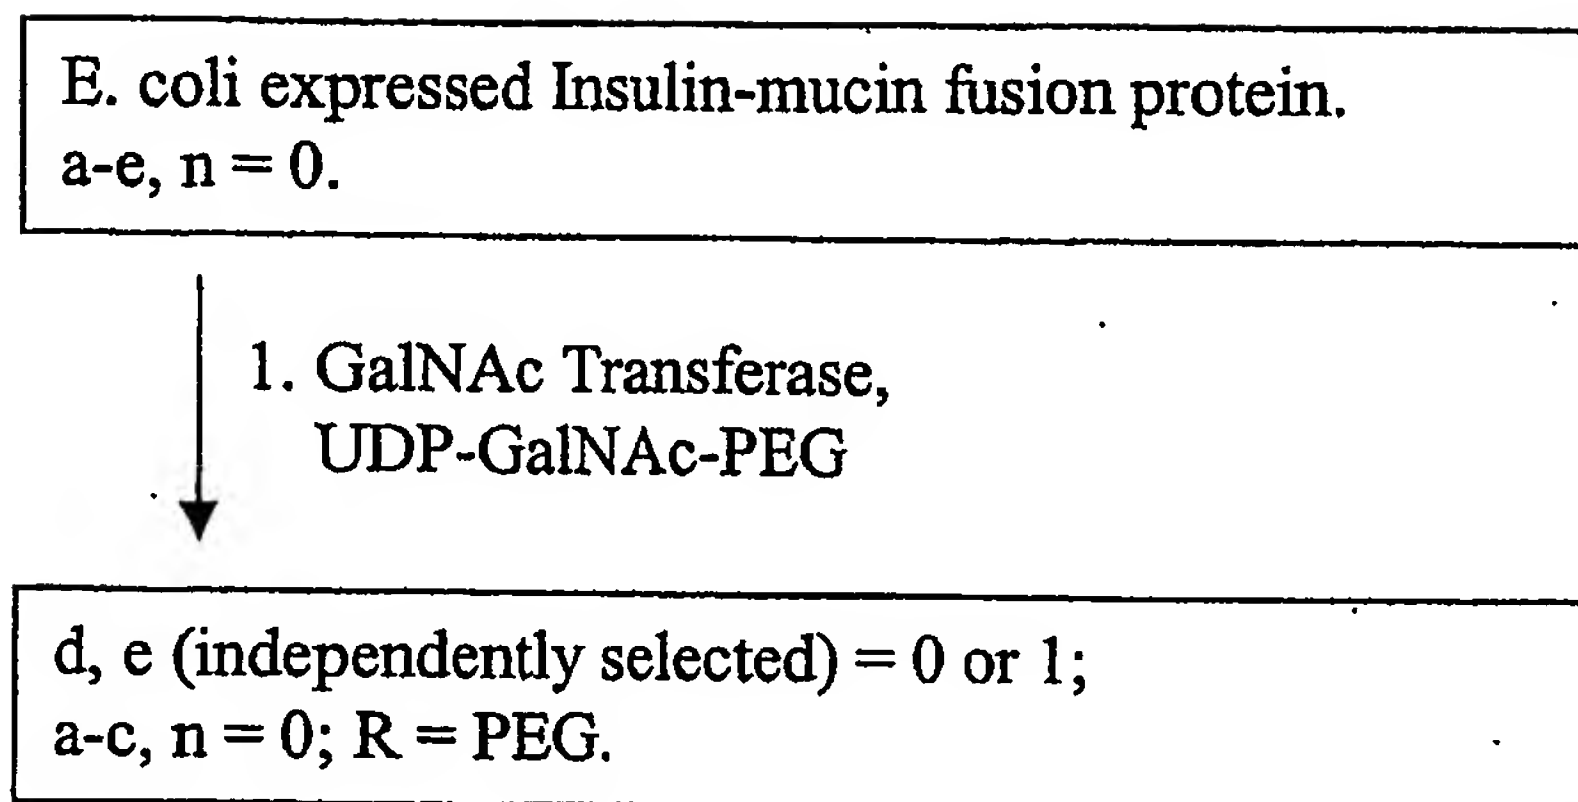 E. coli expressed Insulin-mucin fusion protein.
a-e, n = 0.
1. GalNAc Transferase,
UDP-GalNAc-PEG
d, e (independently selected) = 0 or 1;
a-c, n = 0; R = PEG.